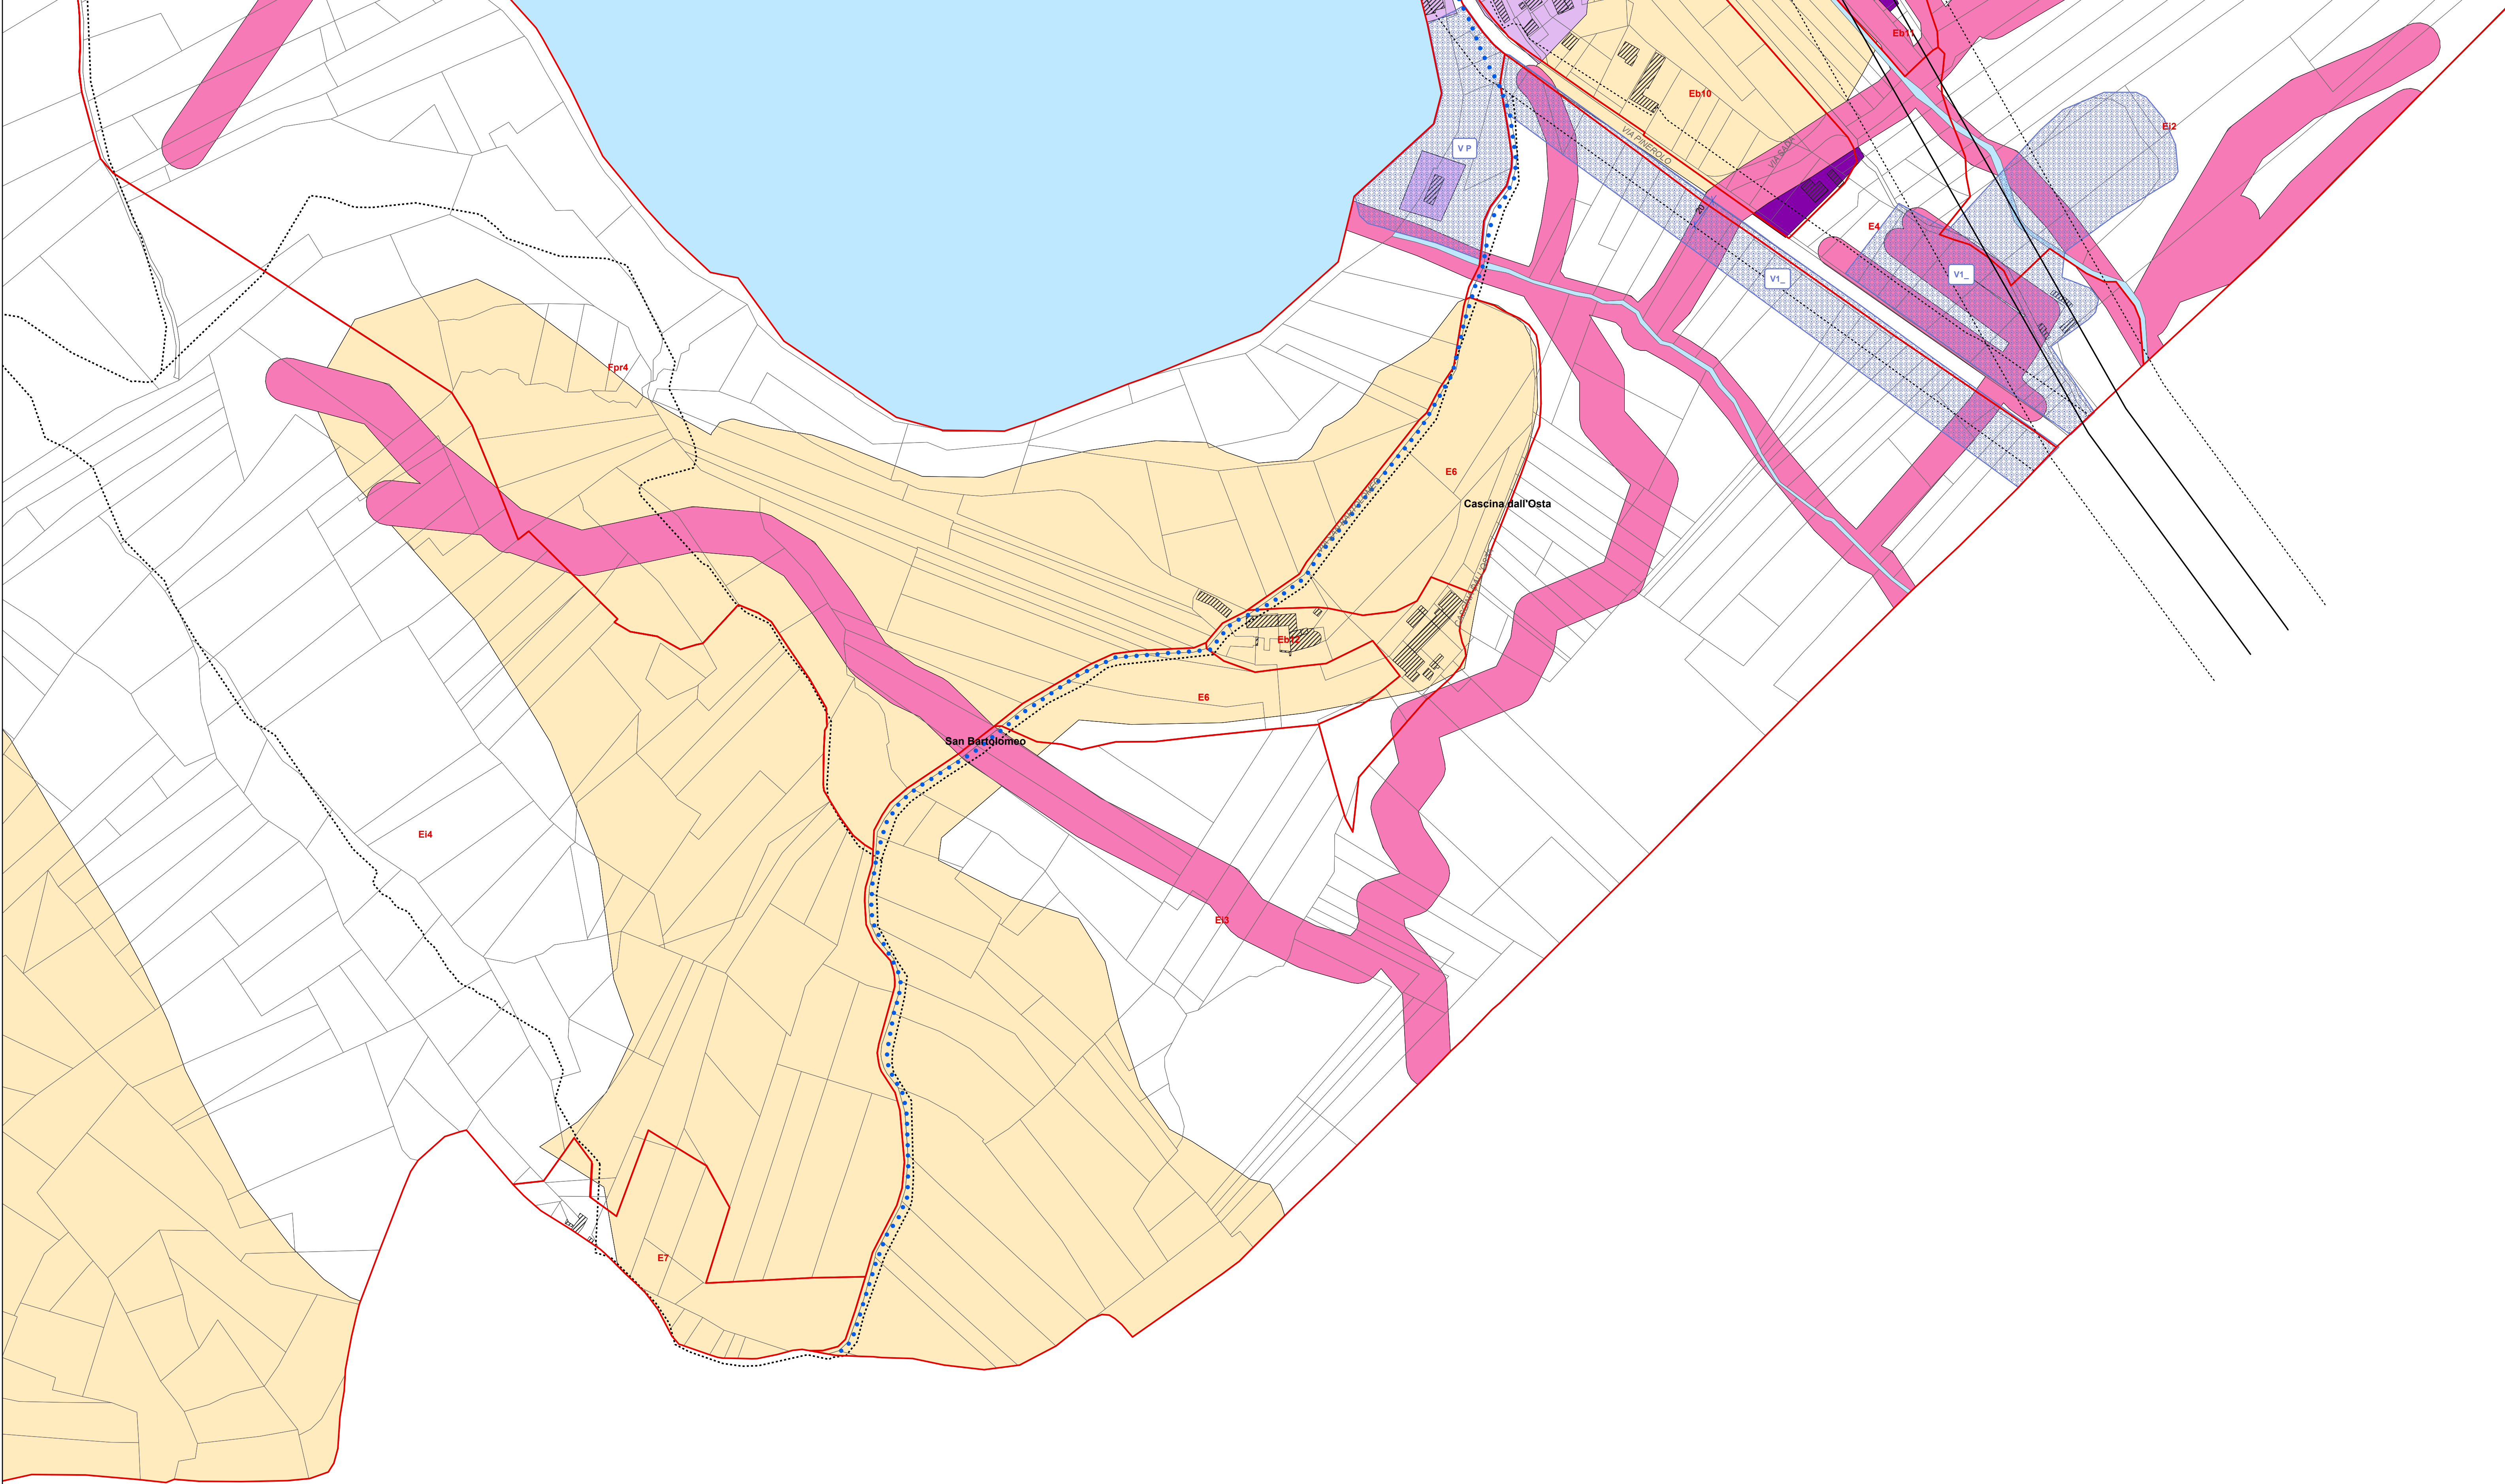 Eb11
Eb10
Ei2
VIA PINEROLO
V P
20
E4
V1_
V1_
Fpr4
E6
Cascina dall'Osta
Eb12
E6
San Bartolomeo
Ei4
Ei3
E7